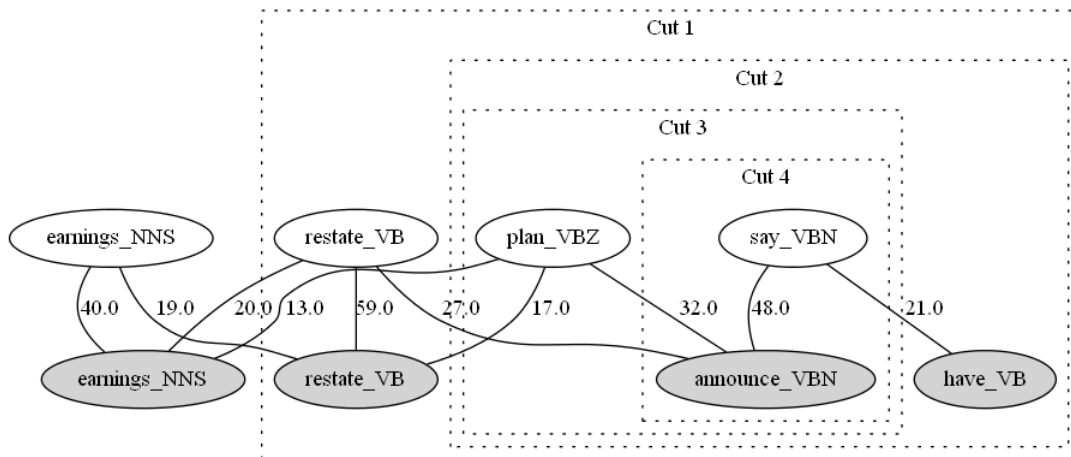 Cut 1
Cut 2
Cut 3
Cut 4
earnings_NNS restate_VB plan_VBZ say_VBN
40.0 19.0 20.0 13.0 59.0 27.0 17.0 32.0 48.0 21.0
earnings_NNS restate_VB announce_VBN have_VB